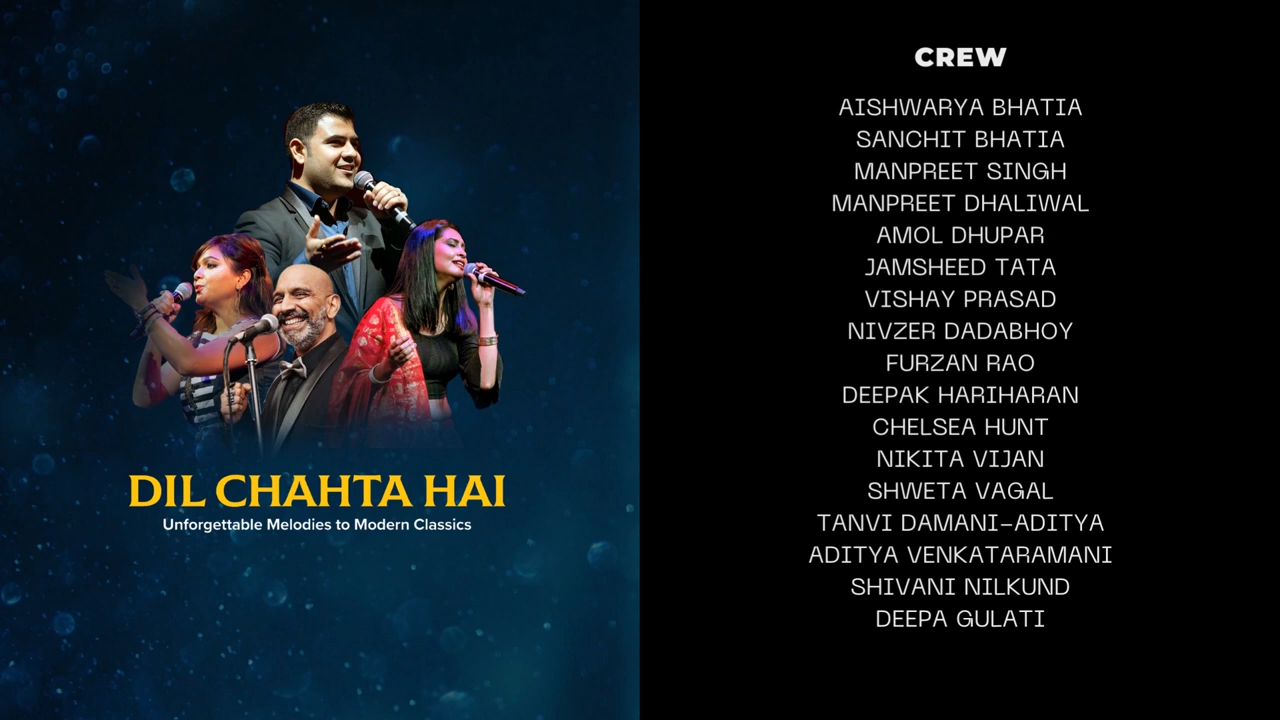 DIL CHAHTA HAI
Unforgettable Melodies to Modern Classics
CREW
AISHWARYA BHATIA
SANCHIT BHATIA
MANPREET SINGH
MANPREET DHALIWAL
AMOL DHUPAR
JAMSHEED TATA
VISHAY PRASAD
NIVZER DADABHOY
FURZAN RAO
DEEPAK HARIHARAN
CHELSEA HUNT
NIKITA VIJAN
SHWETA VAGAL
TANVI DAMANI-ADITYA
ADITYA VENKATARAMANI
SHIVANI NILKUND
DEEPA GULATI